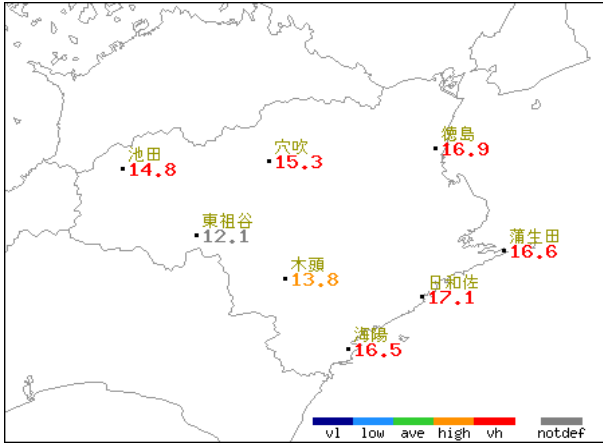 徳島
16.9
穴吹
15.3
池田
14.8
東祖谷
12.1
蒲生田
16.6
木頭
13.8
日和佐
17.1
海陽
16.5
vl low ave high vh notdef